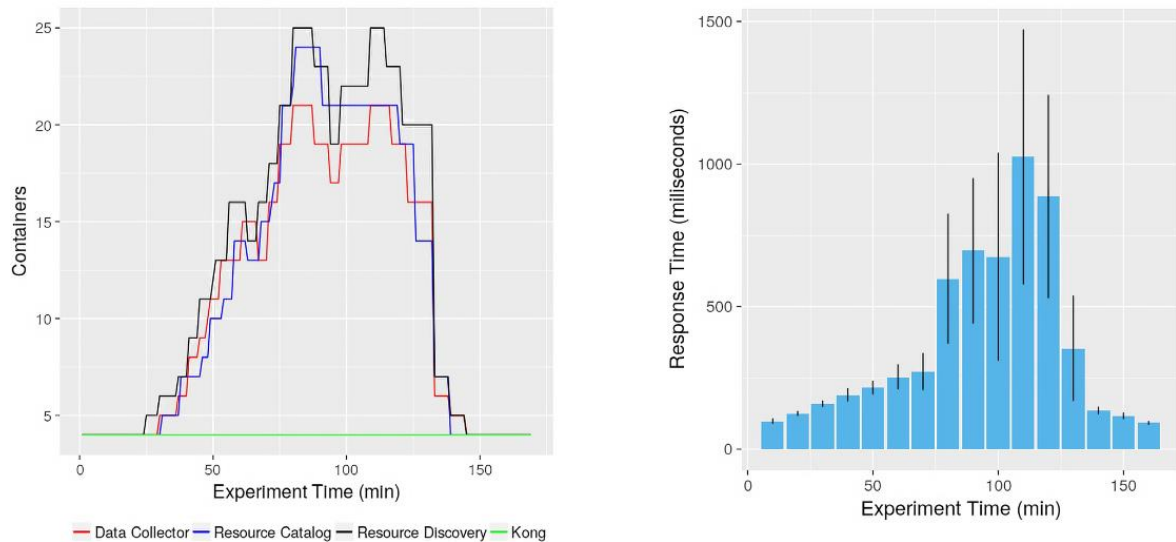 25
20
15
10
5
Containers
0 50 100 150
Experiment Time (min)
Data Collector Resource Catalog Resource Discovery Kong
1500
1000
500
0
Response Time (miliseconds)
0 50 100 150
Experiment Time (min)